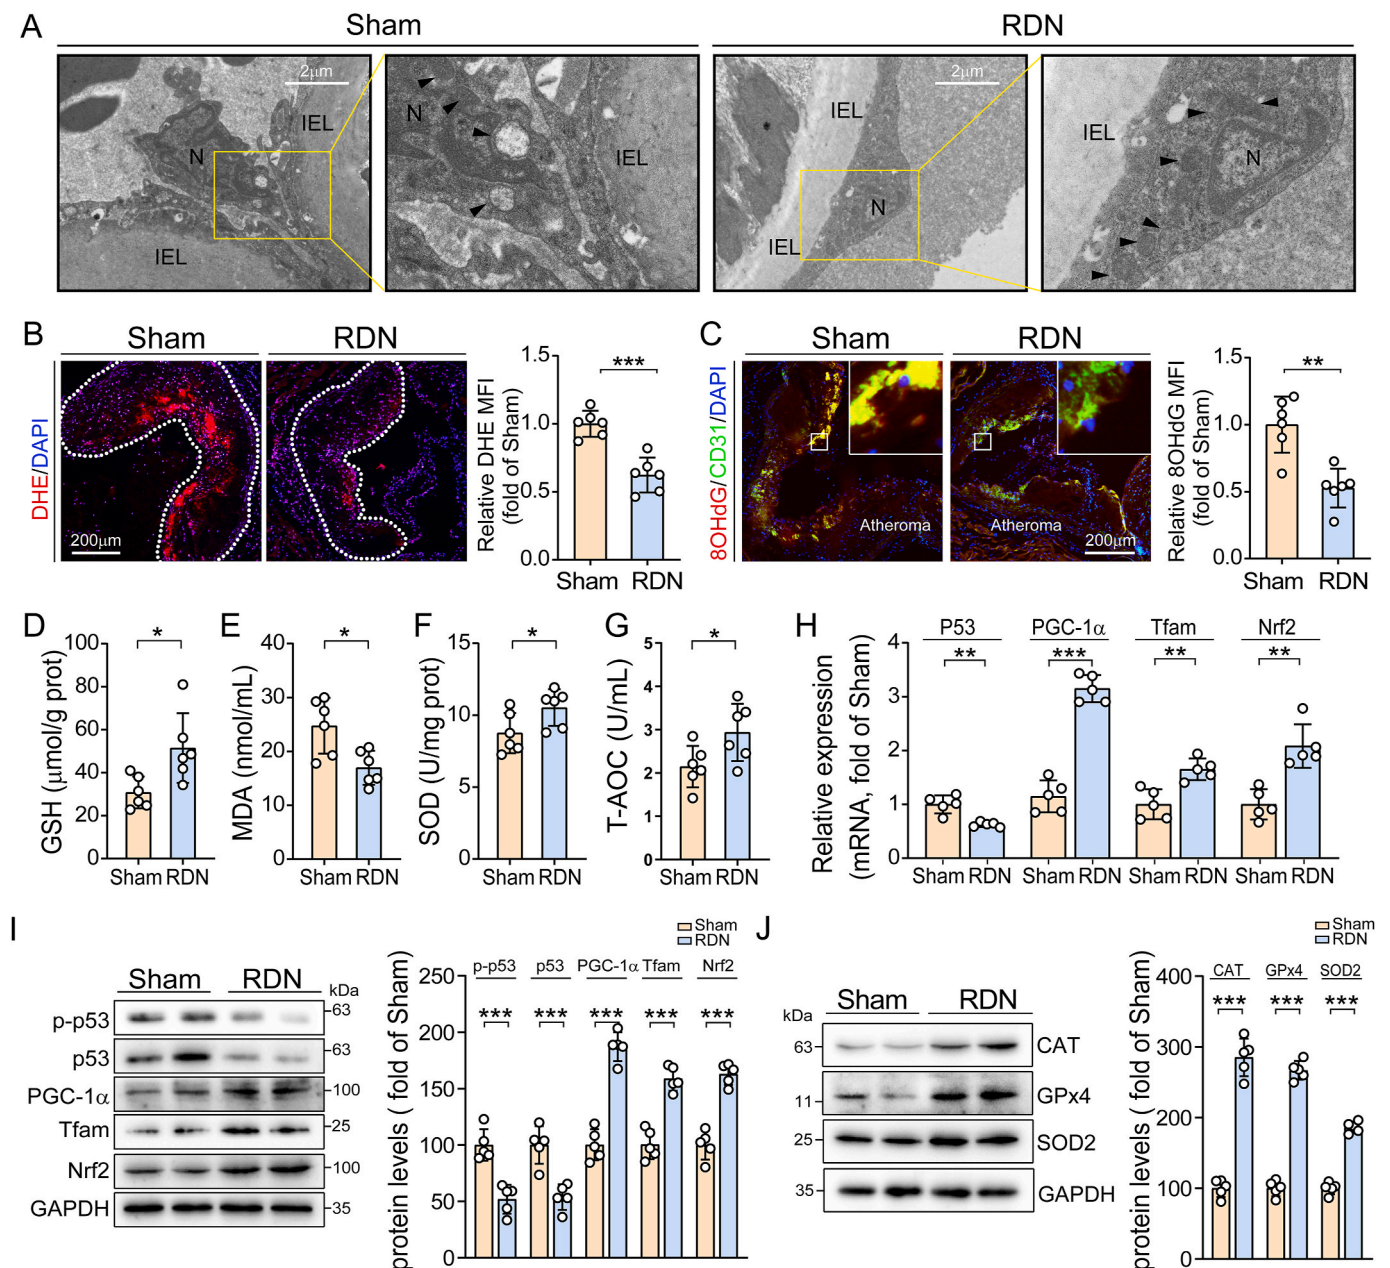 A
Sham
RDN
2μm
IEL
N
IEL
N
IEL
2μm
IEL
N
IEL
IEL
N
B
Sham
RDN
DHE/DAPI
200μm
Relative DHE MFI
(fold of Sham)
1.5
1.0
0.5
0.0
***
Sham RDN
C
Sham
RDN
8OHdG/CD31/DAPI
Atheroma
Atheroma
200μm
Relative 8OHdG MFI
(fold of Sham)
1.5
1.0
0.5
0.0
**
Sham RDN
D
GSH (μmol/g prot)
100
80
60
40
20
0
*
Sham RDN
E
MDA (nmol/mL)
40
30
20
10
0
*
Sham RDN
F
SOD (U/mg prot)
15
10
5
0
*
Sham RDN
G
T-AOC (U/mL)
5
4
3
2
1
0
*
Sham RDN
H
Relative expression
(mRNA, fold of Sham)
4
3
2
1
0
P53
PGC-1α
Tfam
Nrf2
**
***
**
**
Sham RDN
Sham RDN
Sham RDN
Sham RDN
I
Sham
RDN
kDa
p-p53
63
p53
63
PGC-1α
100
Tfam
25
Nrf2
100
GAPDH
35
Sham
RDN
protein levels ( fold of Sham)
250
200
150
100
50
0
p-p53
p53
PGC-1α
Tfam
Nrf2
***
***
***
***
***
J
Sham
RDN
kDa
63
CAT
11
GPx4
25
SOD2
35
GAPDH
Sham
RDN
protein levels ( fold of Sham)
400
300
200
100
0
CAT
GPx4
SOD2
***
***
***